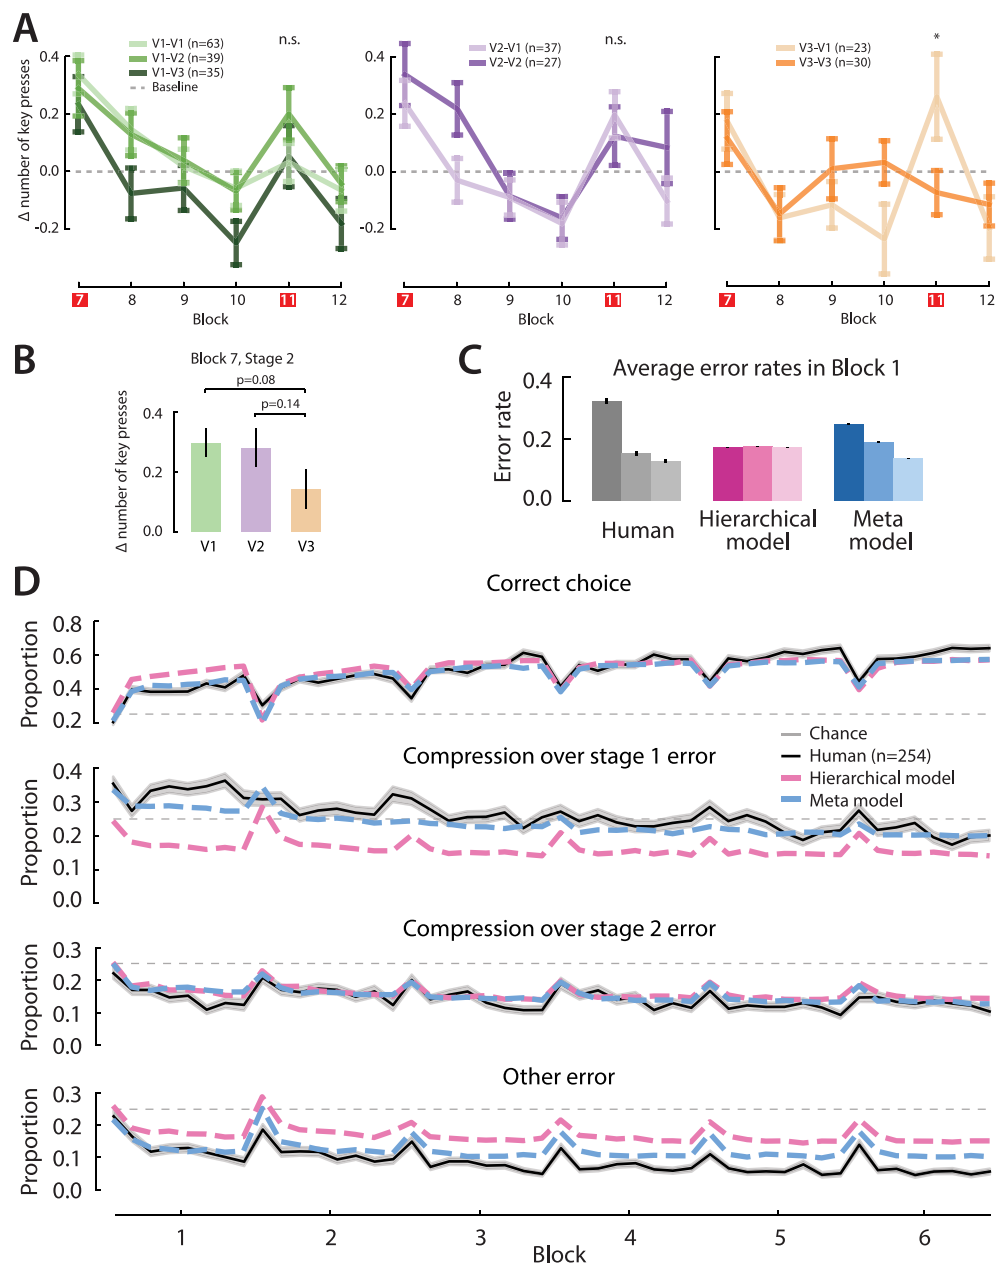 A
V1-V1 (n=63)
V1-V2 (n=39)
V1-V3 (n=35)
Baseline
n.s.
V2-V1 (n=37)
V2-V2 (n=27)
n.s.
V3-V1 (n=23)
V3-V3 (n=30)
*
Δ number of key presses
0.4
0.2
0.0
-0.2
7 8 9 10 11 12
Block
7 8 9 10 11 12
Block
7 8 9 10 11 12
Block
B
Block 7, Stage 2
p=0.08
p=0.14
Δ number of key presses
0.4
0.2
0.0
V1 V2 V3
C
Average error rates in Block 1
Error rate
0.4
0.2
0.0
Human
Hierarchical
model
Meta
model
D
Correct choice
Proportion
0.8
0.6
0.4
0.2
Chance
Human (n=254)
Hierarchical model
Meta model
Compression over stage 1 error
Proportion
0.4
0.3
0.2
0.1
0.0
Compression over stage 2 error
Proportion
0.3
0.2
0.1
0.0
Other error
Proportion
0.3
0.2
0.1
0.0
1 2 3 4 5 6
Block